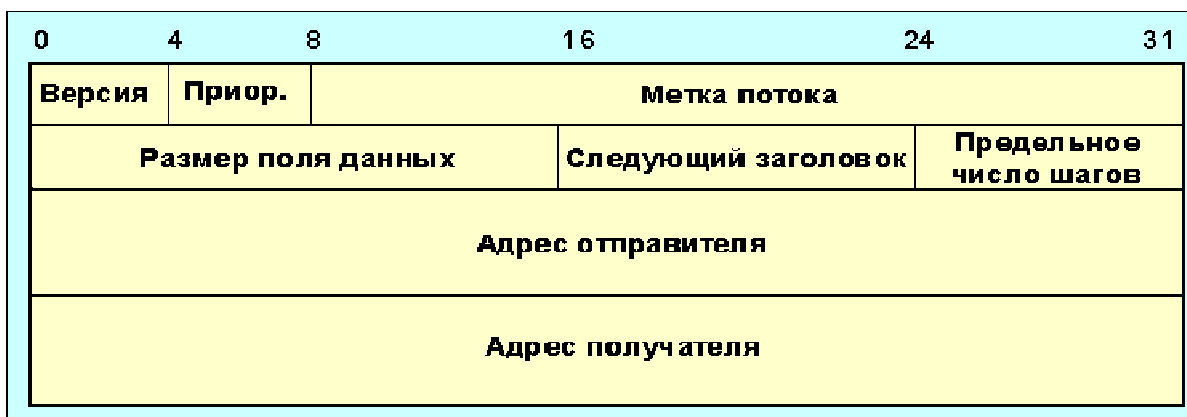 0 4 8 16 24 31
Версия Приор. Метка потока
Размер поля данных Следующий заголовок Предельное
число шагов
Адрес отправителя
Адрес получателя